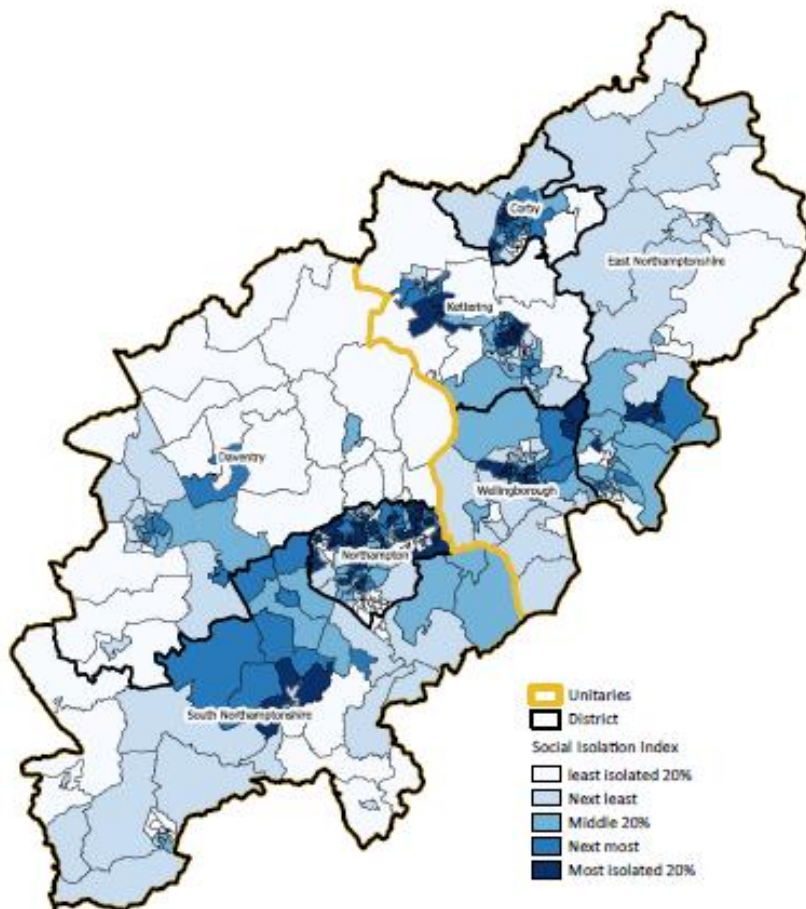 Corby
East Northamptonshire
Kettering
Daventry
Wellingborough
Northampton
South Northamptonshire
Unitaries
District
Social Isolation Index
least isolated 20%
Next least
Middle 20%
Next most
Most isolated 20%